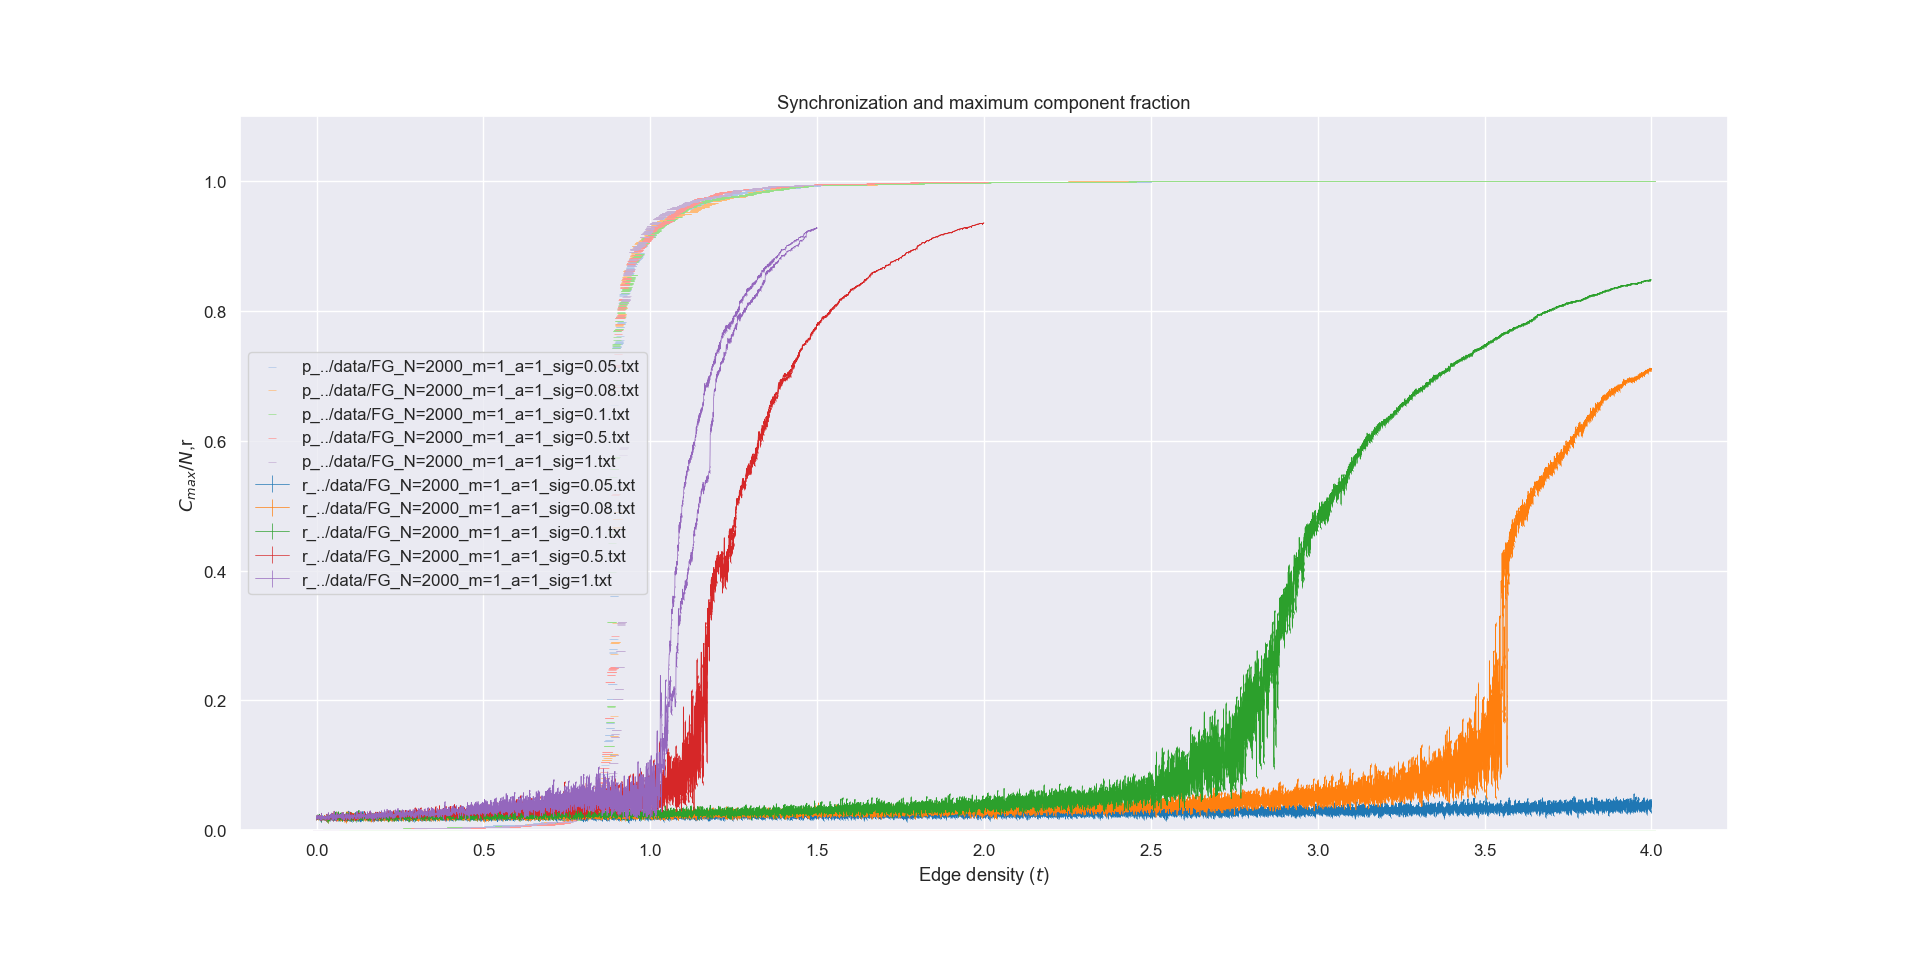 Synchronization and maximum component fraction
C_{max}/N,r
1.0
0.8
0.6
0.4
0.2
0.0
p_../data/FG_N=2000_m=1_a=1_sig=0.05.txt
p_../data/FG_N=2000_m=1_a=1_sig=0.08.txt
p_../data/FG_N=2000_m=1_a=1_sig=0.1.txt
p_../data/FG_N=2000_m=1_a=1_sig=0.5.txt
p_../data/FG_N=2000_m=1_a=1_sig=1.txt
r_../data/FG_N=2000_m=1_a=1_sig=0.05.txt
r_../data/FG_N=2000_m=1_a=1_sig=0.08.txt
r_../data/FG_N=2000_m=1_a=1_sig=0.1.txt
r_../data/FG_N=2000_m=1_a=1_sig=0.5.txt
r_../data/FG_N=2000_m=1_a=1_sig=1.txt
0.0 0.5 1.0 1.5 2.0 2.5 3.0 3.5 4.0
Edge density (t)